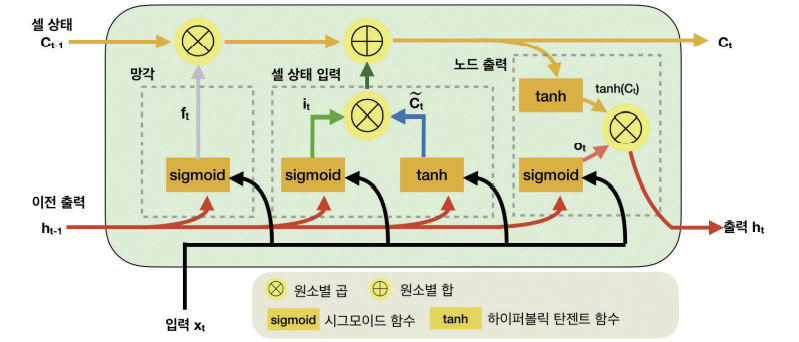 셀 상태
Ct-1
Ct
망각
셀 상태 입력
노드 출력
ft
it
C̃t
tanh
tanh(Ct)
ot
sigmoid
sigmoid
tanh
sigmoid
이전 출력
ht-1
출력 ht
입력 xt
원소별 곱
원소별 합
sigmoid 시그모이드 함수
tanh 하이퍼볼릭 탄젠트 함수